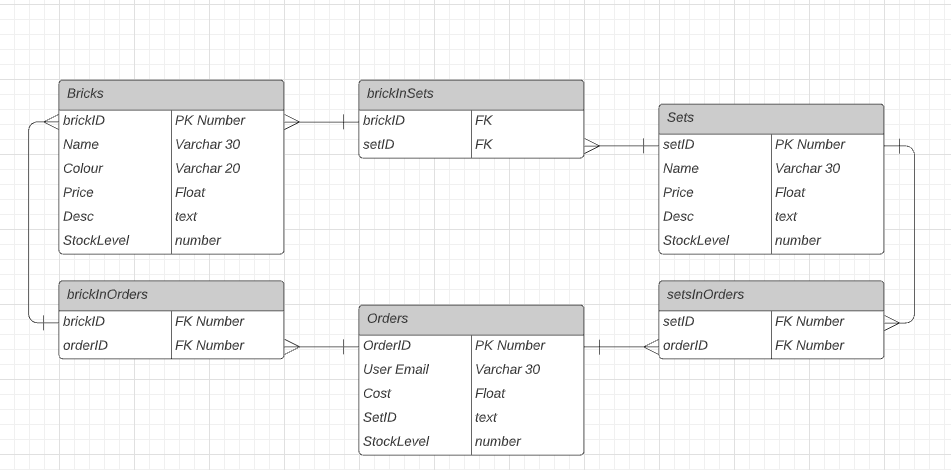 Bricks
brickID PK Number
Name Varchar 30
Colour Varchar 20
Price Float
Desc text
StockLevel number
brickInSets
brickID FK
setID FK
Sets
setID PK Number
Name Varchar 30
Price Float
Desc text
StockLevel number
brickInOrders
brickID FK Number
orderID FK Number
Orders
OrderID PK Number
User Email Varchar 30
Cost Float
SetID text
StockLevel number
setsInOrders
setID FK Number
orderID FK Number